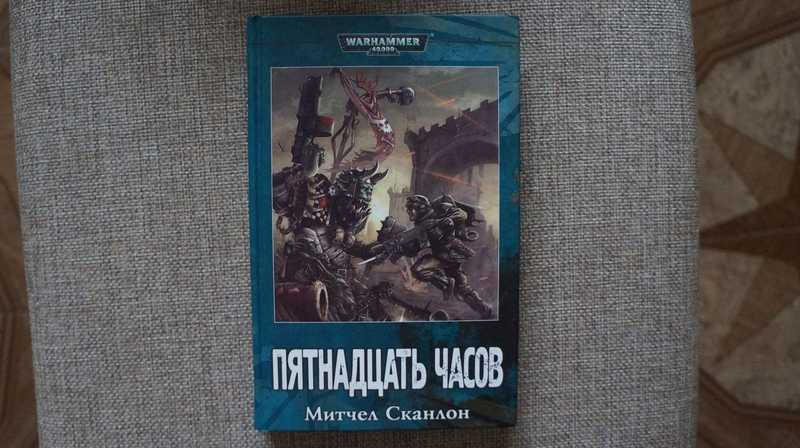 WARHAMMER
40,000
ПЯТНАДЦАТЬ ЧАСОВ
Митчел Сканлон